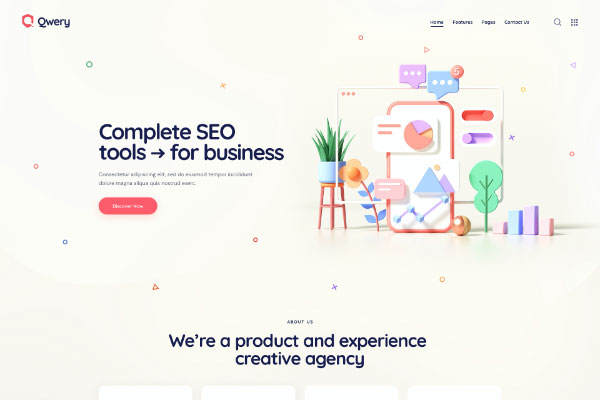 Qwery
Home Features Pages Contact Us
5
Complete SEO
tools → for business
Consectetur adipiscing elit, sed do eiusmod tempor incididunt
dolore magna aliqua quis nostrud exerc.
Discover Now
ABOUT US
We’re a product and experience
creative agency